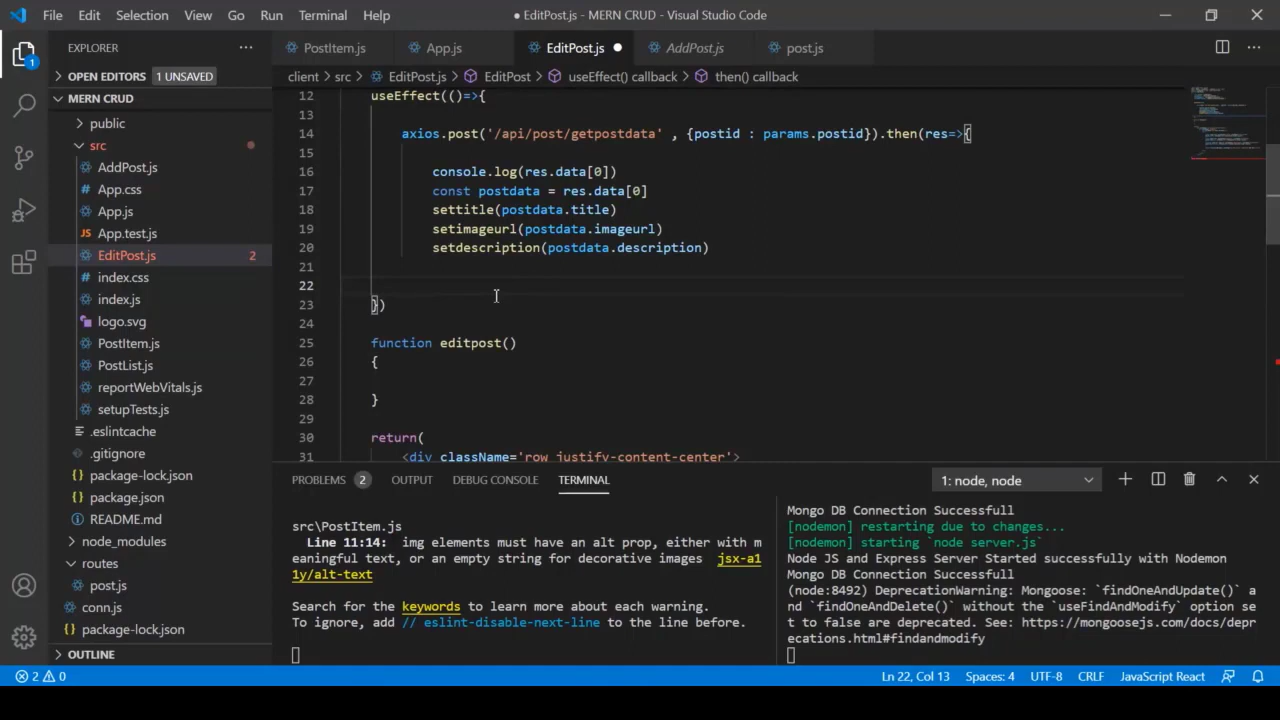 File Edit Selection View Go Run Terminal Help
● EditPost.js - MERN CRUD - Visual Studio Code
EXPLORER
OPEN EDITORS 1 UNSAVED
MERN CRUD
public
src
AddPost.js
App.css
App.js
JS App.test.js
EditPost.js 2
# index.css
index.js
logo.svg
PostItem.js
PostList.js
reportWebVitals.js
setupTests.js
.eslintcache
.gitignore
{} package-lock.json
{} package.json
README.md
node_modules
routes
post.js
conn.js
{} package-lock.json
OUTLINE
1
PostItem.js App.js EditPost.js ● AddPost.js post.js
client > src > EditPost.js > EditPost > useEffect() callback > then() callback
12 useEffect(()=>{
13
14 axios.post('/api/post/getpostdata' , {postid : params.postid}).then(res=>{
15
16 console.log(res.data[0])
17 const postdata = res.data[0]
18 settitle(postdata.title)
19 setimageurl(postdata.imageurl)
20 setdescription(postdata.description)
21
22
23 })
24
25 function editpost()
26 {
27
28 }
29
30 return(
31 <div className='row justify-content-center'>
PROBLEMS 2 OUTPUT DEBUG CONSOLE TERMINAL
1: node, node
src\PostItem.js
Line 11:14: img elements must have an alt prop, either with m
eaningful text, or an empty string for decorative images jsx-a1
1y/alt-text
Search for the keywords to learn more about each warning.
To ignore, add // eslint-disable-next-line to the line before.
Mongo DB Connection Successfull
[nodemon] restarting due to changes...
[nodemon] starting `node server.js`
Node JS and Express Server Started successfully with Nodemon
Mongo DB Connection Successfull
(node:8492) DeprecationWarning: Mongoose: `findOneAndUpdate()` a
nd `findOneAndDelete()` without the `useFindAndModify` option se
t to false are deprecated. See: https://mongoosejs.com/docs/depr
ecations.html#findandmodify
2 0
Ln 22, Col 13 Spaces: 4 UTF-8 CRLF JavaScript React